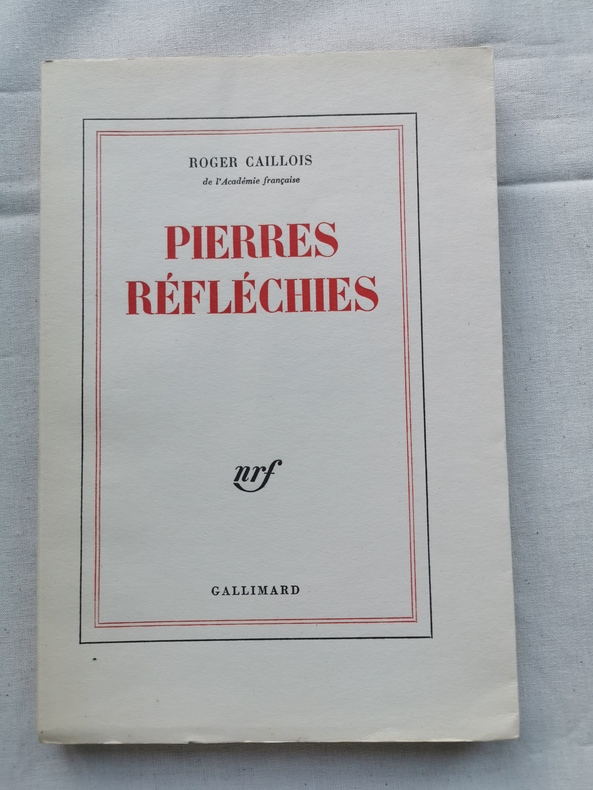 ROGER CAILLOIS
de l'Académie française
PIERRES
RÉFLÉCHIES
nrf
GALLIMARD